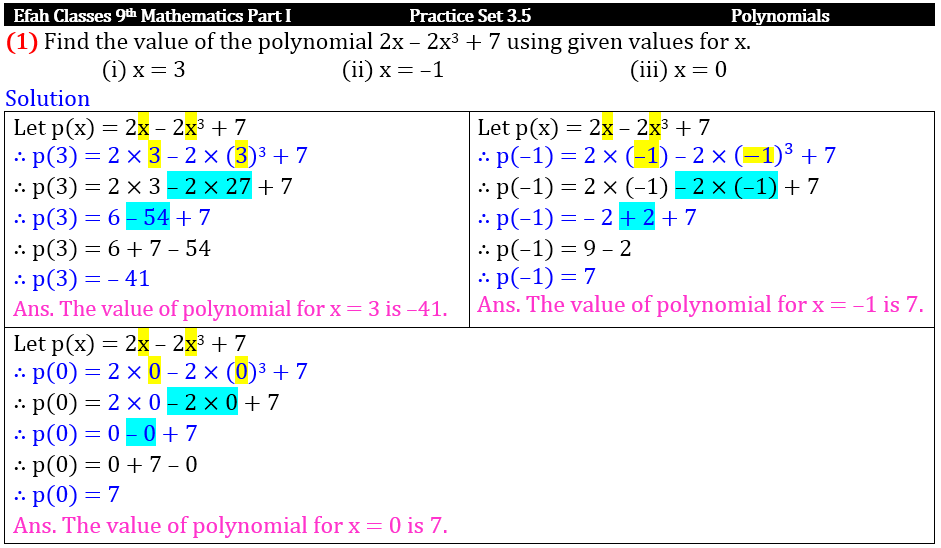 Efah Classes 9th Mathematics Part I Practice Set 3.5 Polynomials
(1) Find the value of the polynomial 2x – 2x³ + 7 using given values for x.
(i) x = 3 (ii) x = –1 (iii) x = 0
Solution
Let p(x) = 2x – 2x³ + 7
∴ p(3) = 2 × 3 – 2 × (3)³ + 7
∴ p(3) = 2 × 3 – 2 × 27 + 7
∴ p(3) = 6 – 54 + 7
∴ p(3) = 6 + 7 – 54
∴ p(3) = – 41
Ans. The value of polynomial for x = 3 is –41.
Let p(x) = 2x – 2x³ + 7
∴ p(–1) = 2 × (–1) – 2 × (–1)³ + 7
∴ p(–1) = 2 × (–1) – 2 × (–1) + 7
∴ p(–1) = – 2 + 2 + 7
∴ p(–1) = 9 – 2
∴ p(–1) = 7
Ans. The value of polynomial for x = –1 is 7.
Let p(x) = 2x – 2x³ + 7
∴ p(0) = 2 × 0 – 2 × (0)³ + 7
∴ p(0) = 2 × 0 – 2 × 0 + 7
∴ p(0) = 0 – 0 + 7
∴ p(0) = 0 + 7 – 0
∴ p(0) = 7
Ans. The value of polynomial for x = 0 is 7.